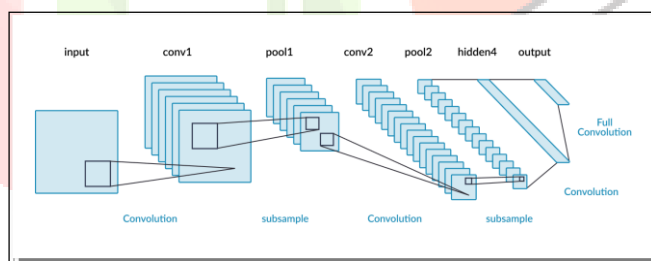 input conv1 pool1 conv2 pool2 hidden4 output
Full
Convolution
Convolution
Convolution subsample Convolution subsample